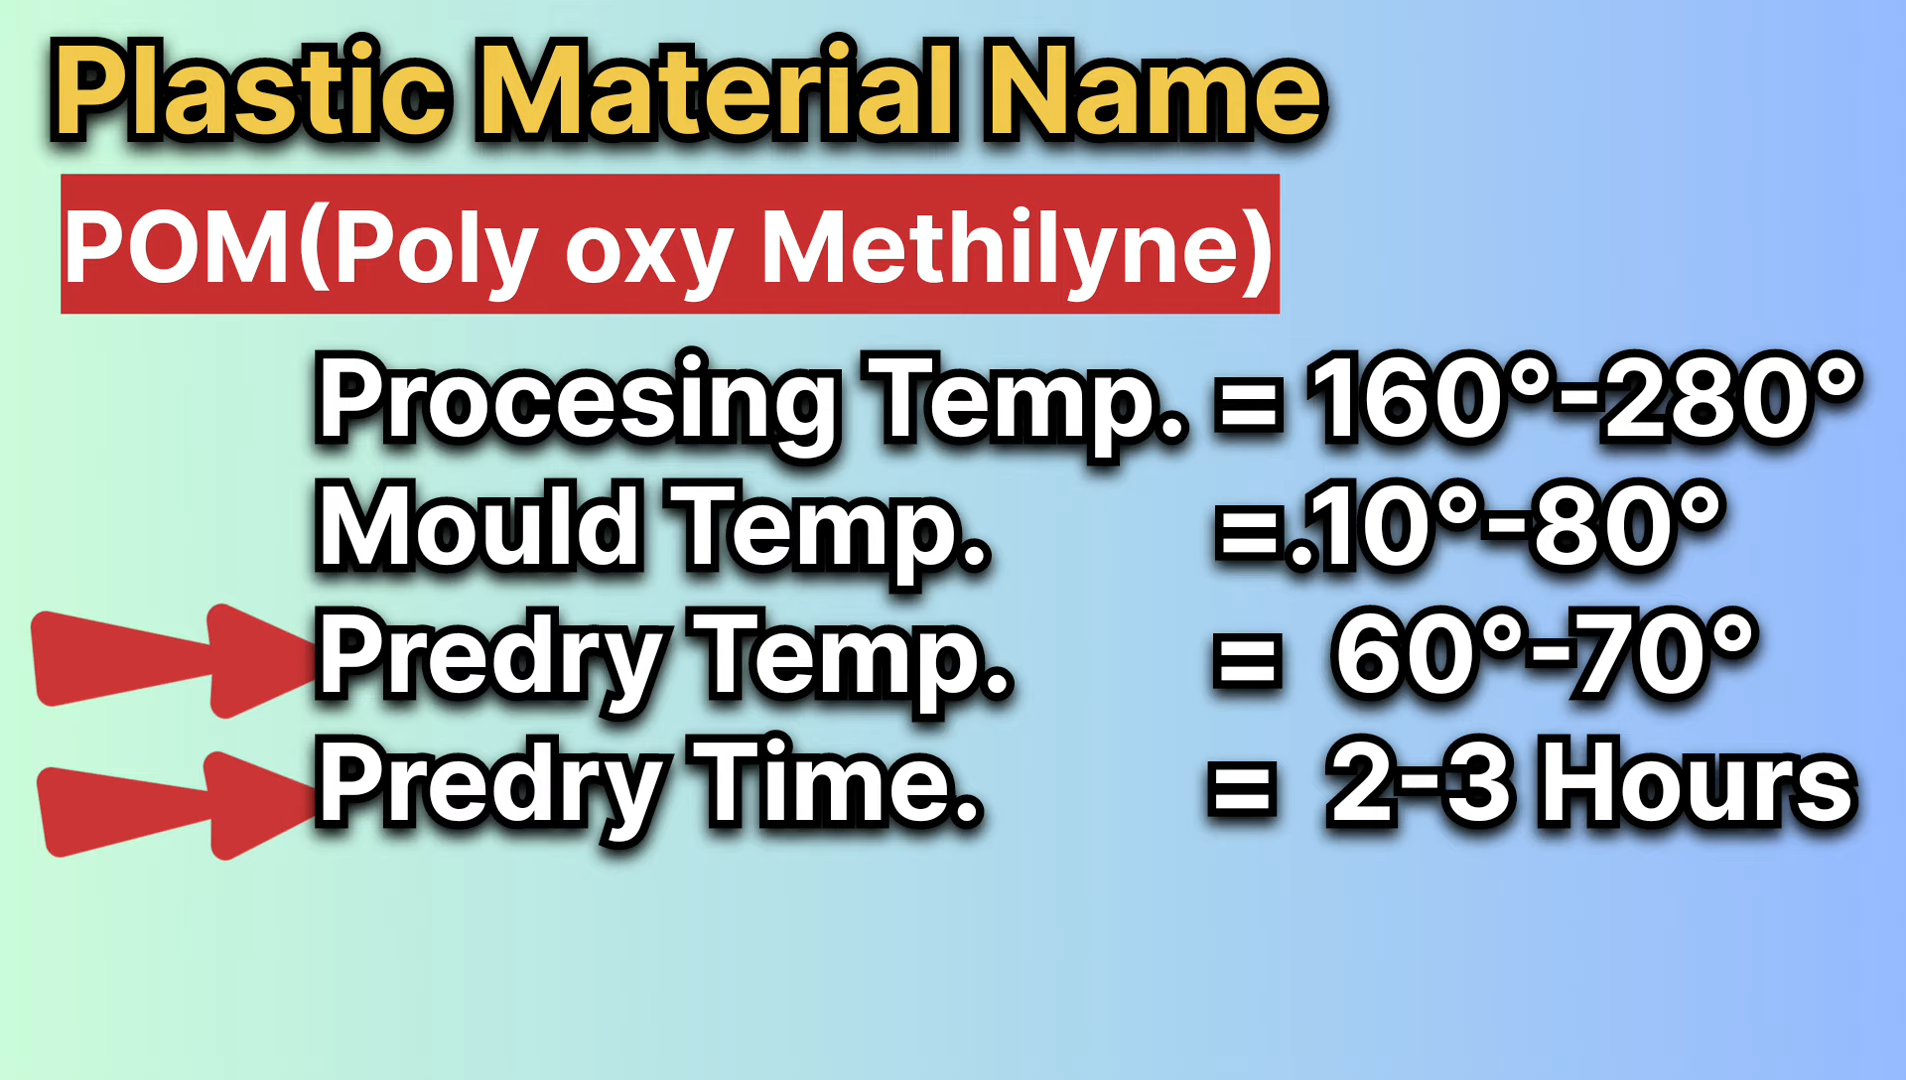 Plastic Material Name
POM(Poly oxy Methilyne)
Procesing Temp. = 160°-280°
Mould Temp. =.10°-80°
Predry Temp. = 60°-70°
Predry Time. = 2-3 Hours